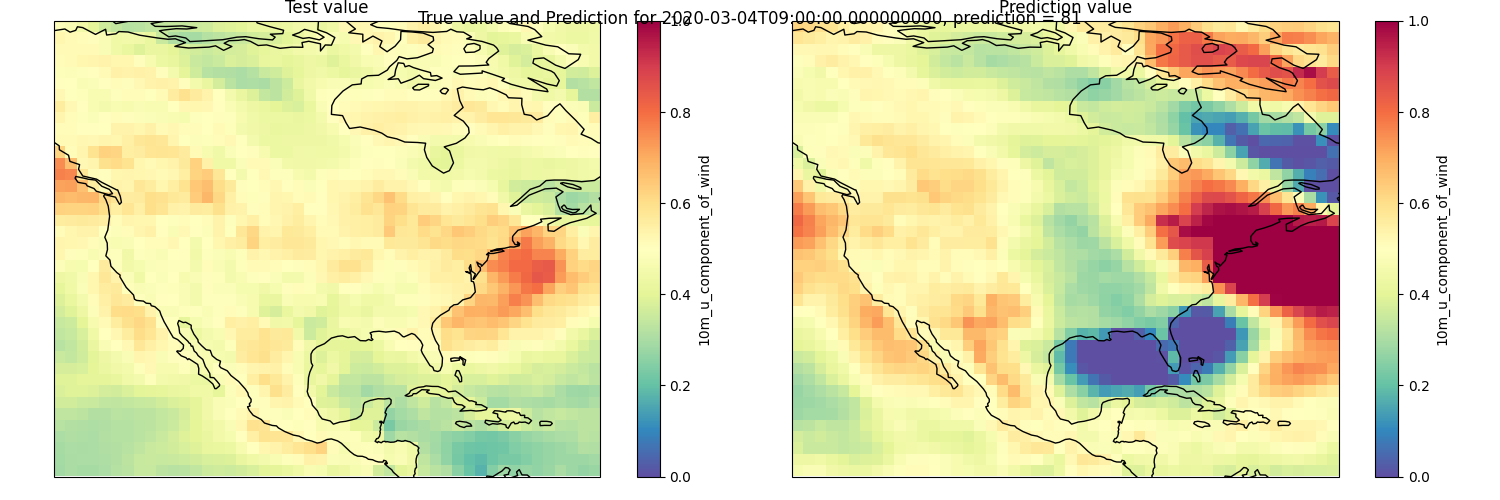 Test value
True value and Prediction for 2020-03-04T09:00:00.000000000, prediction = 81
Prediction value
1.0
0.8
0.6
0.4
0.2
0.0
10m_u_component_of_wind
1.0
0.8
0.6
0.4
0.2
0.0
10m_u_component_of_wind